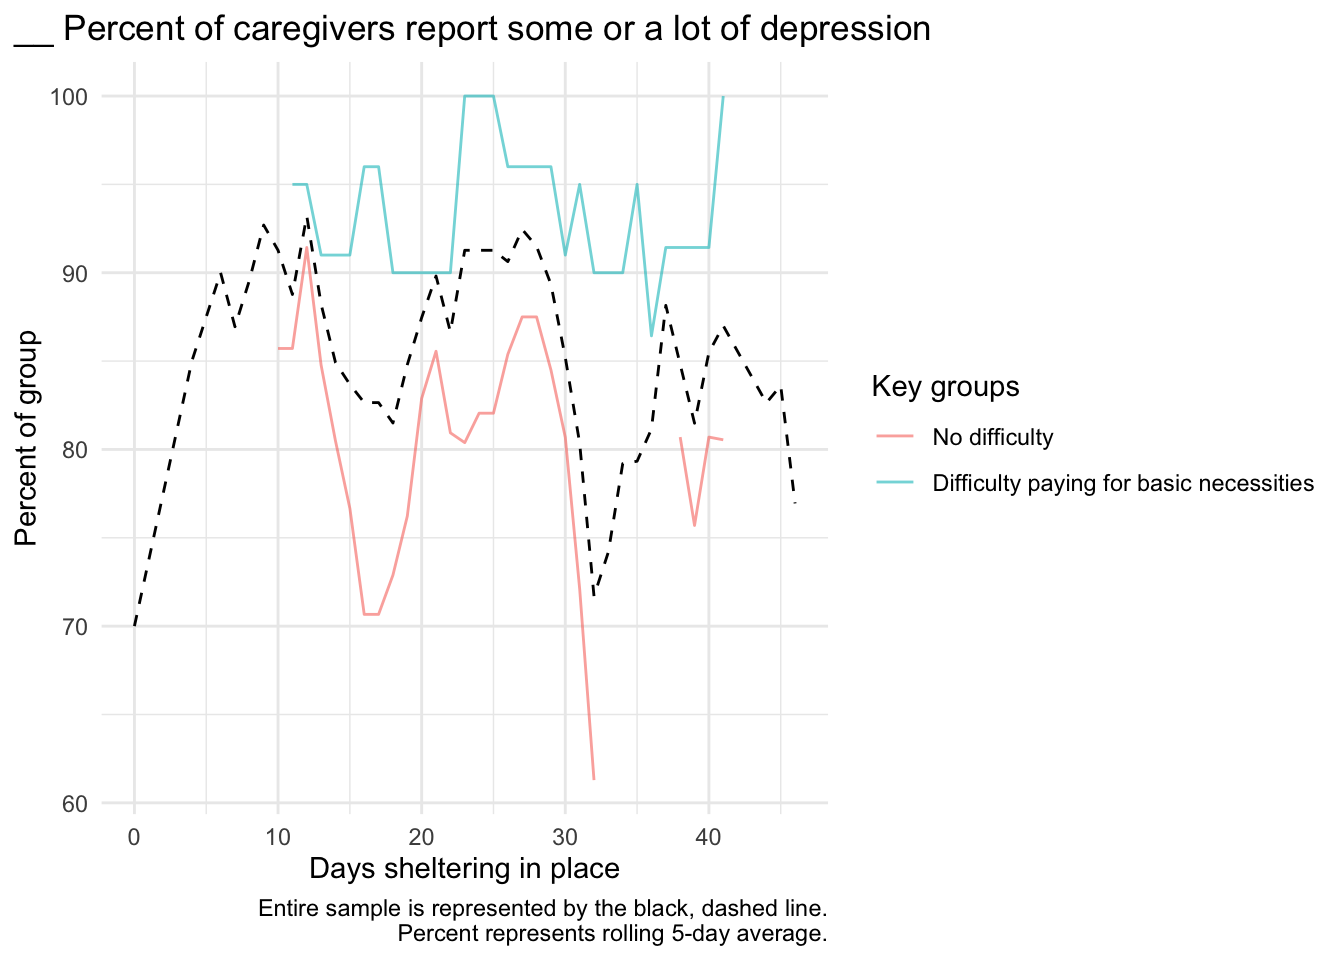 __ Percent of caregivers report some or a lot of depression
100
90
80
70
60
Percent of group
0 10 20 30 40
Days sheltering in place
Key groups
No difficulty
Difficulty paying for basic necessities
Entire sample is represented by the black, dashed line.
Percent represents rolling 5-day average.